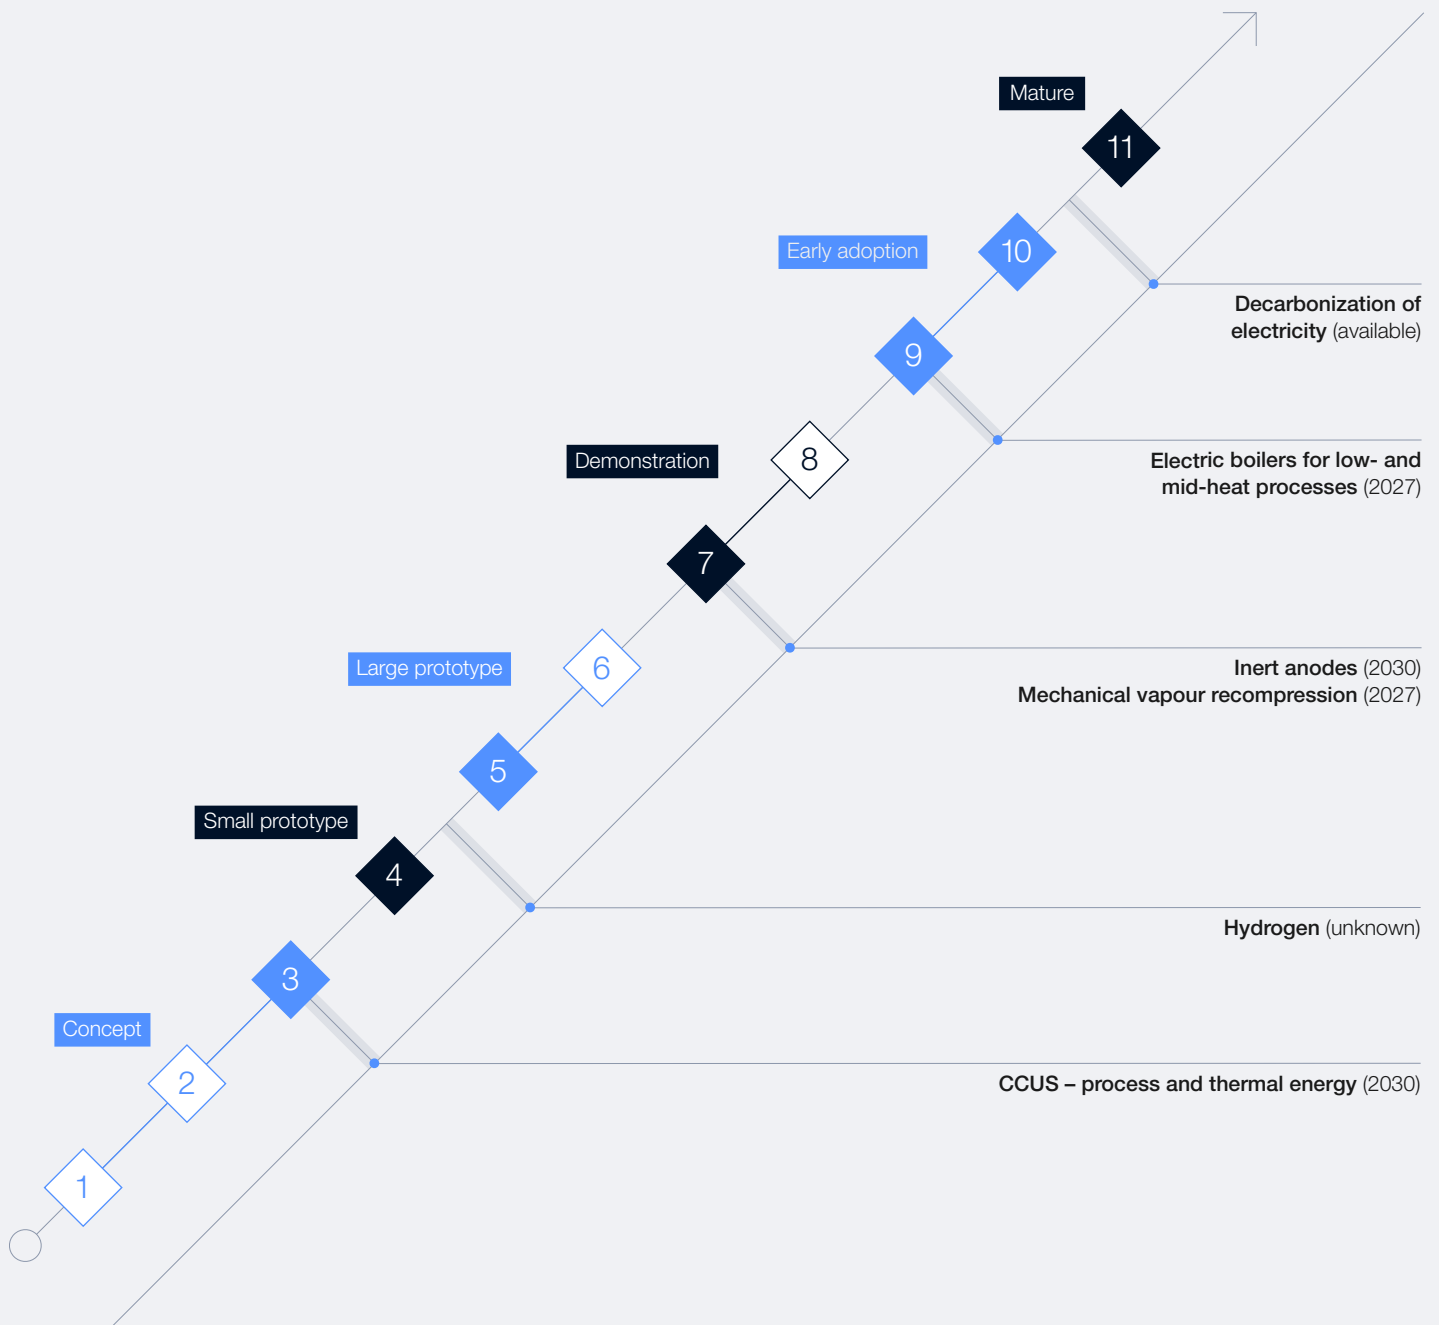 Mature
11
Early adoption
10
Decarbonization of
electricity (available)
9
Demonstration
8
Electric boilers for low- and
mid-heat processes (2027)
7
Large prototype
6
Inert anodes (2030)
Mechanical vapour recompression (2027)
5
Small prototype
4
Hydrogen (unknown)
3
Concept
2
CCUS – process and thermal energy (2030)
1